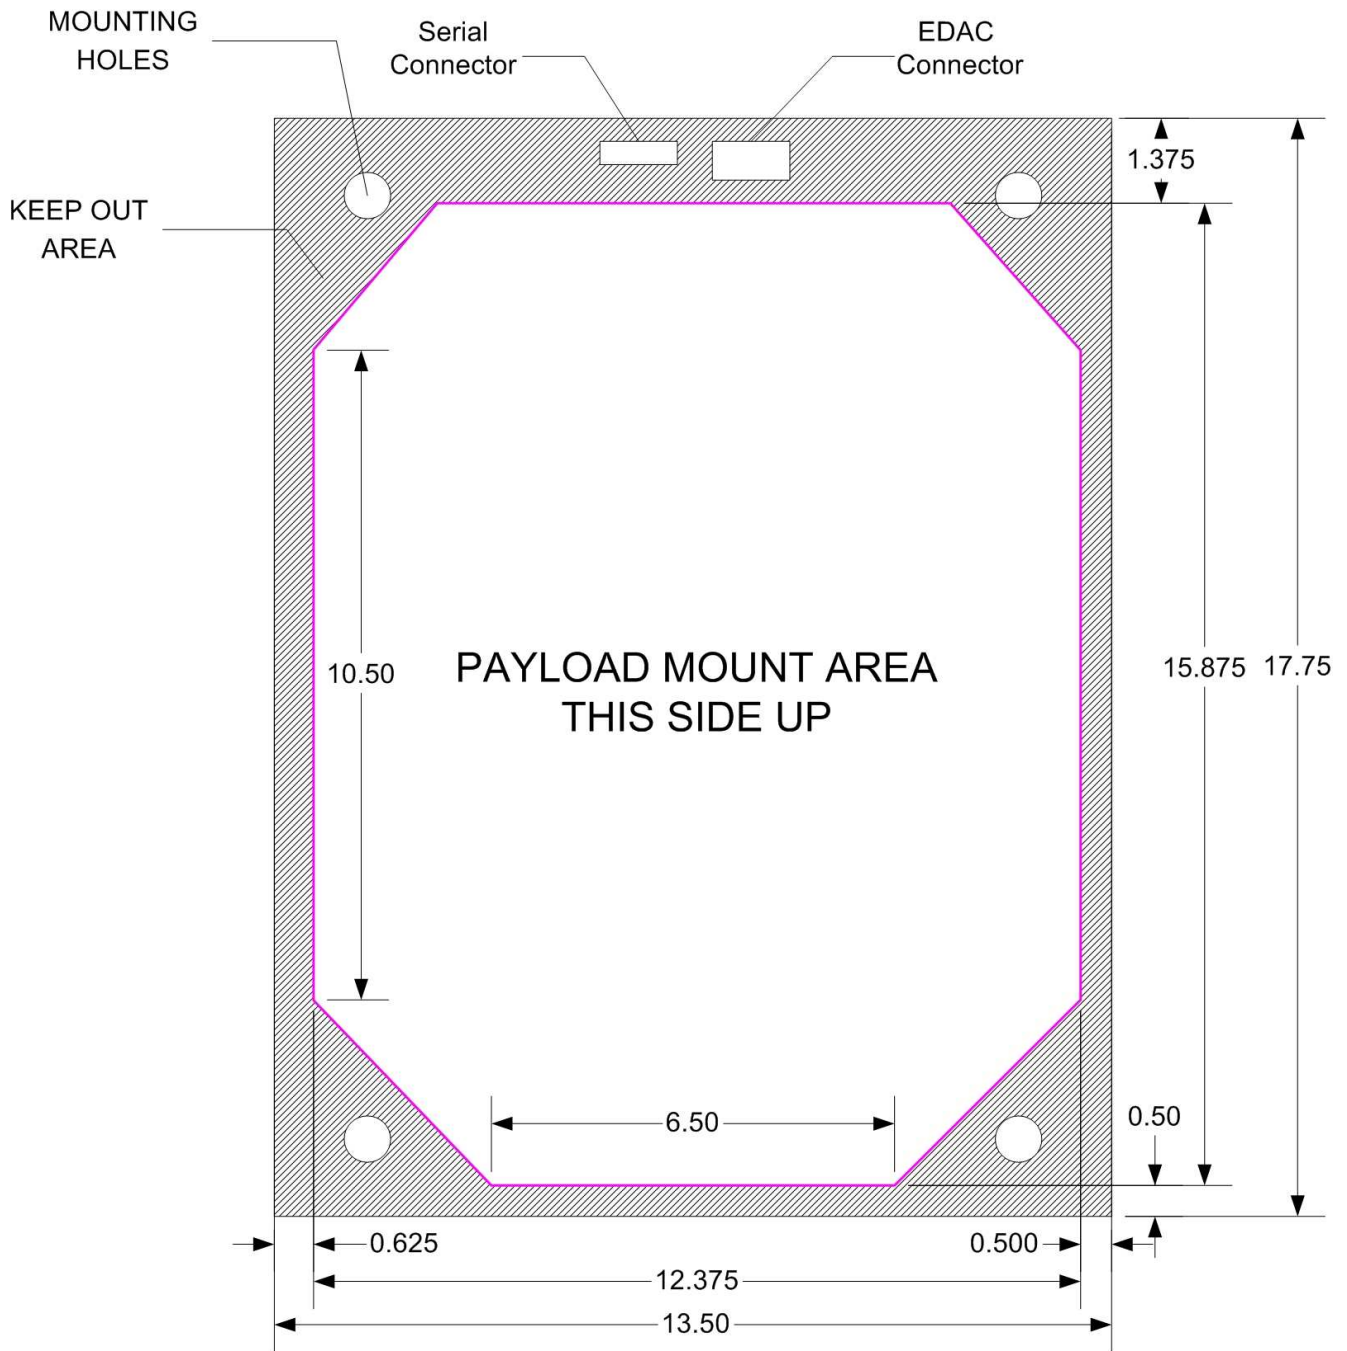 MOUNTING
HOLES
Serial
Connector
EDAC
Connector
1.375
KEEP OUT
AREA
10.50
PAYLOAD MOUNT AREA
THIS SIDE UP
15.875
17.75
6.50
0.50
0.625
0.500
12.375
13.50